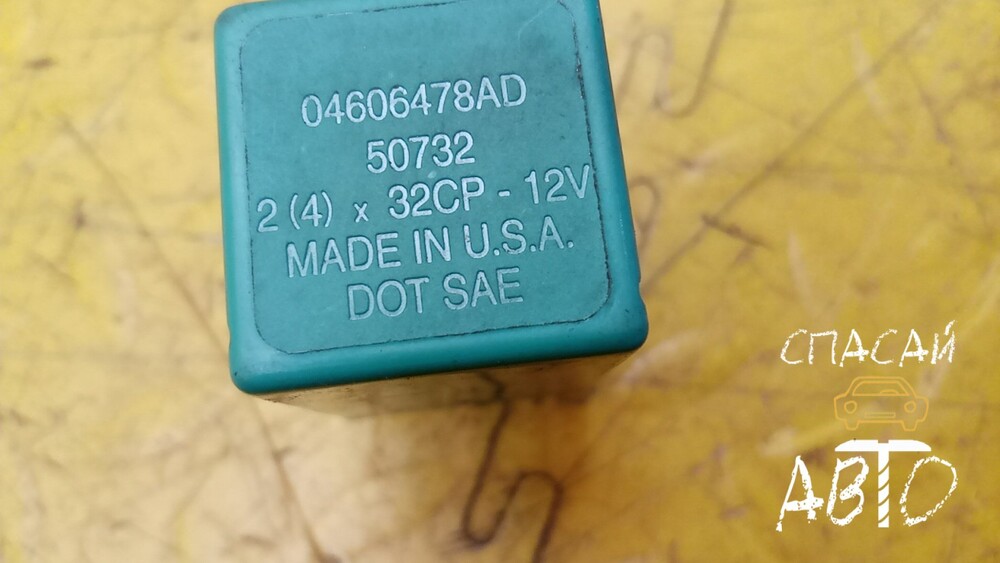 04606478AD
50732
2 (4) x 32CP - 12V
MADE IN U.S.A.
DOT SAE
СПАСАЙ
АВТО